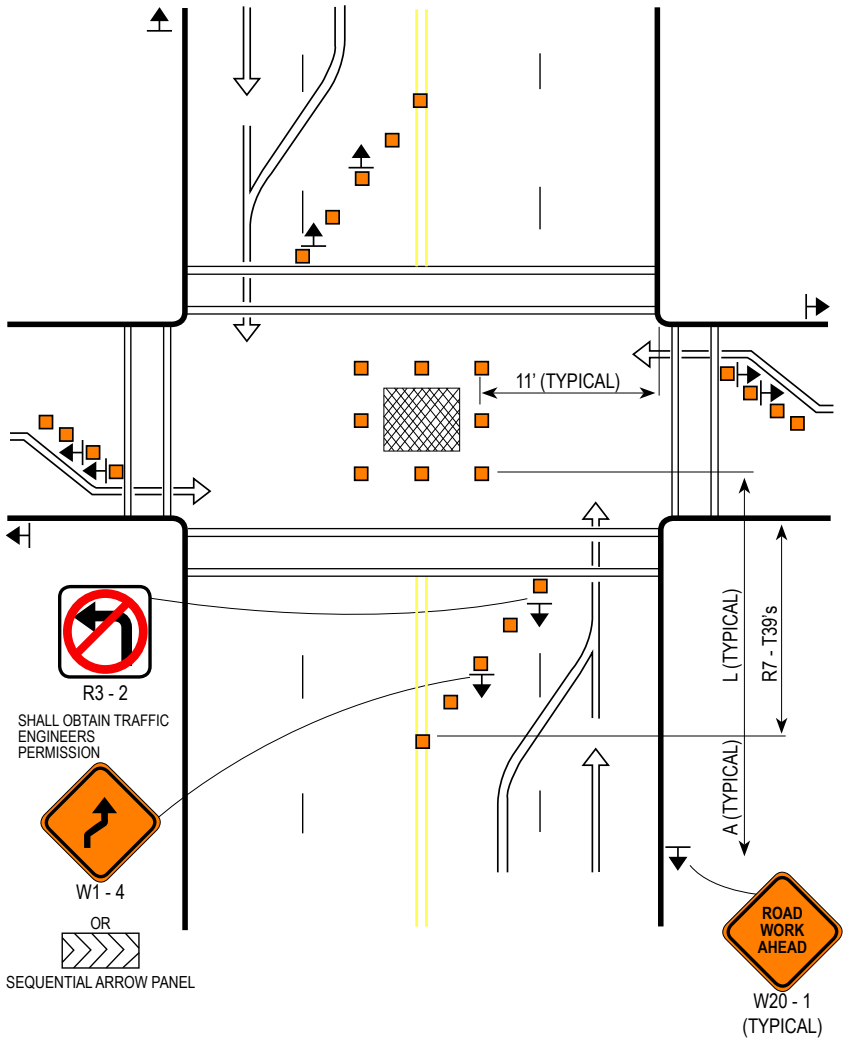 11' (TYPICAL)
L (TYPICAL)
R7 - T39's
A (TYPICAL)
R3 - 2
SHALL OBTAIN TRAFFIC
ENGINEERS
PERMISSION
W1 - 4
OR
SEQUENTIAL ARROW PANEL
ROAD
WORK
AHEAD
W20 - 1
(TYPICAL)